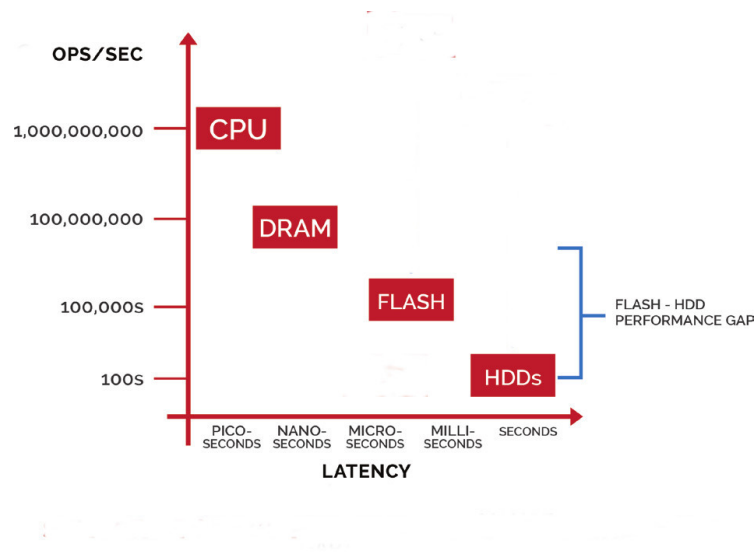 OPS/SEC
1,000,000,000
CPU
100,000,000
DRAM
100,000s
FLASH
FLASH - HDD
PERFORMANCE GAP
100s
HDDs
PICO-
SECONDS
NANO-
SECONDS
MICRO-
SECONDS
MILLI-
SECONDS
SECONDS
LATENCY